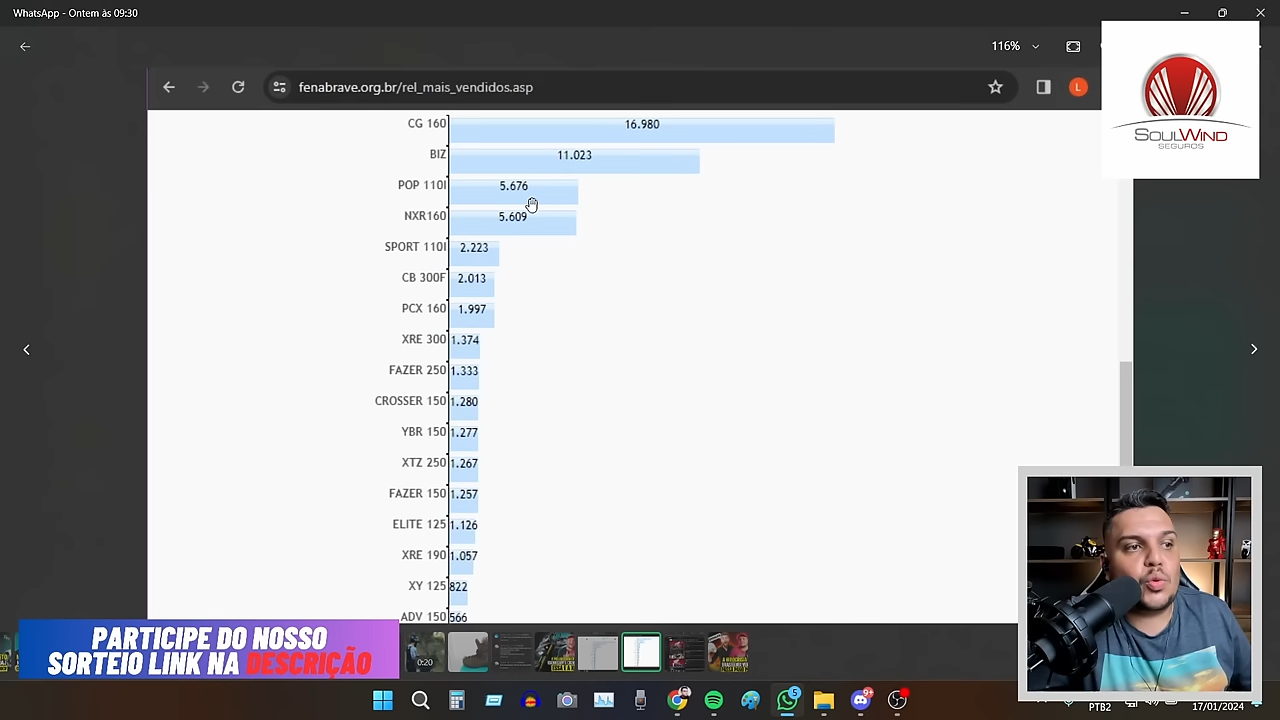 WhatsApp - Ontem às 09:30
116%
fenabrave.org.br/rel_mais_vendidos.asp
L
SOULWIND
SEGUROS
CG 160 16.980
BIZ 11.023
POP 110I 5.676
NXR160 5.609
SPORT 110I 2.223
CB 300F 2.013
PCX 160 1.997
XRE 300 1.374
FAZER 250 1.333
CROSSER 150 1.280
YBR 150 1.277
XTZ 250 1.267
FAZER 150 1.257
ELITE 125 1.126
XRE 190 1.057
XY 125 822
ADV 150 566
PARTICIPE DO NOSSO
SORTEIO LINK NA DESCRIÇÃO
0:20
5
9+
PTB2
17/01/2024